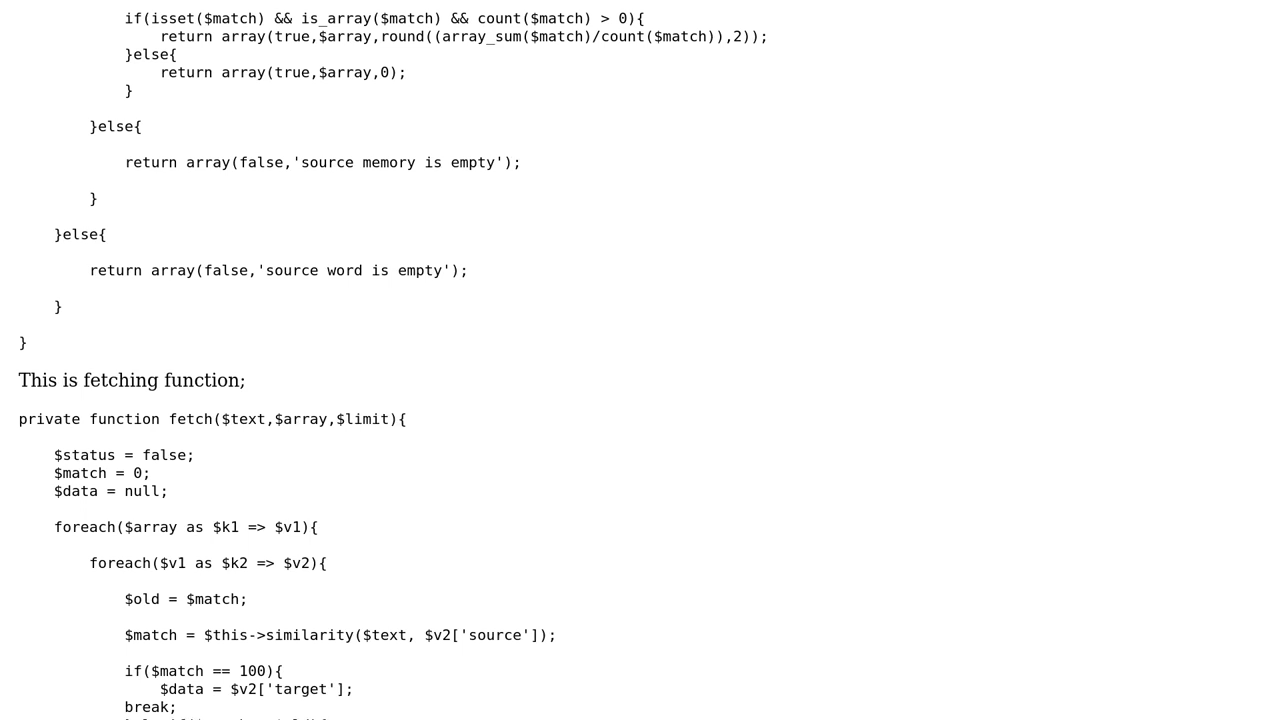 if(isset($match) && is_array($match) && count($match) > 0){
return array(true,$array,round((array_sum($match)/count($match)),2));
}else{
return array(true,$array,0);
}
}else{
return array(false,'source memory is empty');
}
}else{
return array(false,'source word is empty');
}
}
This is fetching function;
private function fetch($text,$array,$limit){
$status = false;
$match = 0;
$data = null;
foreach($array as $k1 => $v1){
foreach($v1 as $k2 => $v2){
$old = $match;
$match = $this->similarity($text, $v2['source']);
if($match == 100){
$data = $v2['target'];
break;